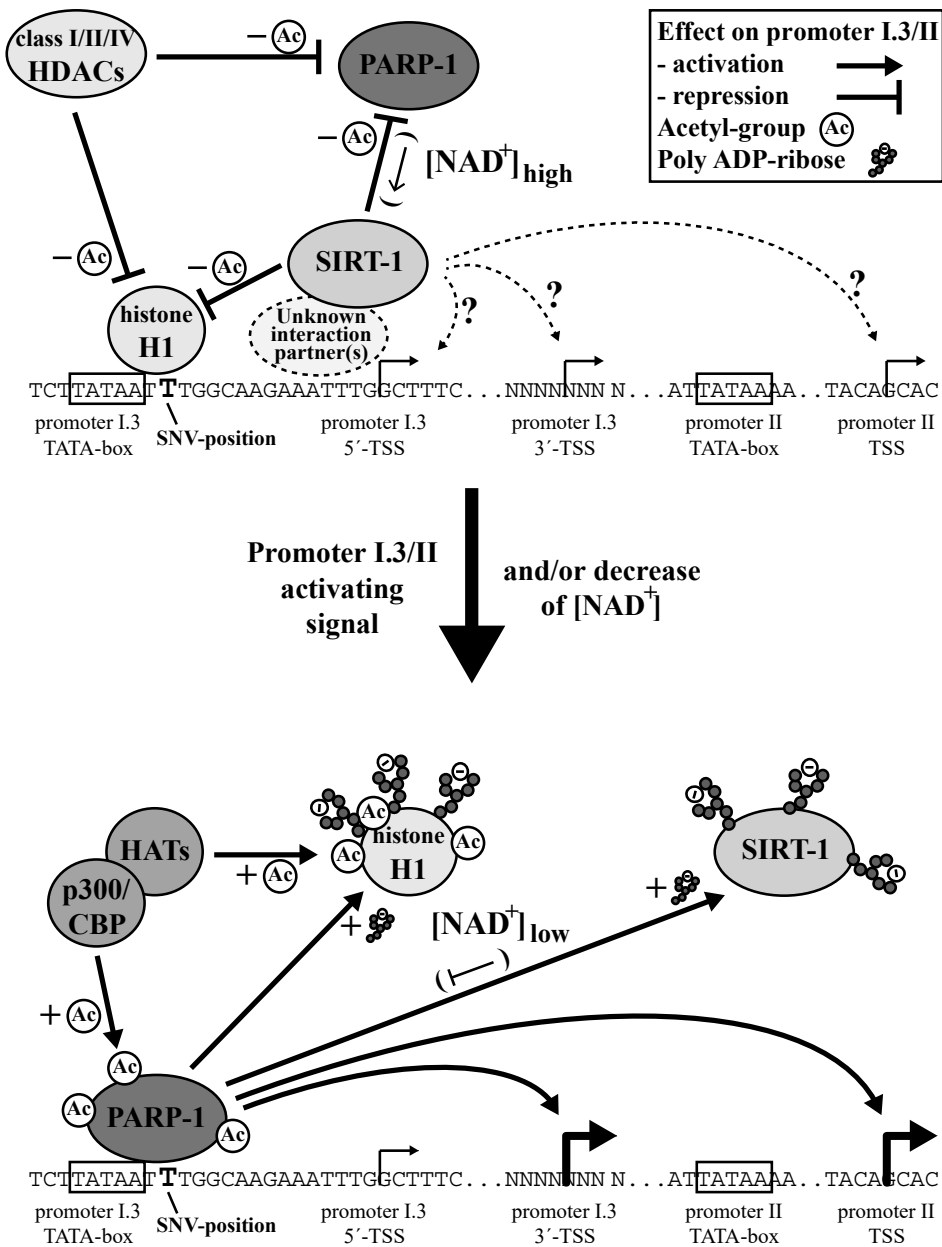 class I/II/IV
HDACs
– Ac
PARP-1
– Ac
[NAD+]high
Effect on promoter I.3/II
- activation
- repression
Acetyl-group Ac
Poly ADP-ribose
– Ac
– Ac
SIRT-1
histone
H1
Unknown
interaction
partner(s)
?
?
?
TCTTATAATTTGGCAAGAAATTTGGCTTTC...NNNNNNNN...ATTATAAAA..TACAGCAC
promoter I.3
TATA-box
SNV-position
promoter I.3
5´-TSS
promoter I.3
3´-TSS
promoter II
TATA-box
promoter II
TSS
Promoter I.3/II
activating
signal
and/or decrease
of [NAD+]
HATs
p300/
CBP
+ Ac
Ac
Ac
Ac
histone
H1
SIRT-1
+
+
[NAD+]low
+ Ac
Ac
Ac
Ac
PARP-1
TCTTATAATTTGGCAAGAAATTTGGCTTTC...NNNNNNNN...ATTATAAAA..TACAGCAC
promoter I.3
TATA-box
SNV-position
promoter I.3
5´-TSS
promoter I.3
3´-TSS
promoter II
TATA-box
promoter II
TSS